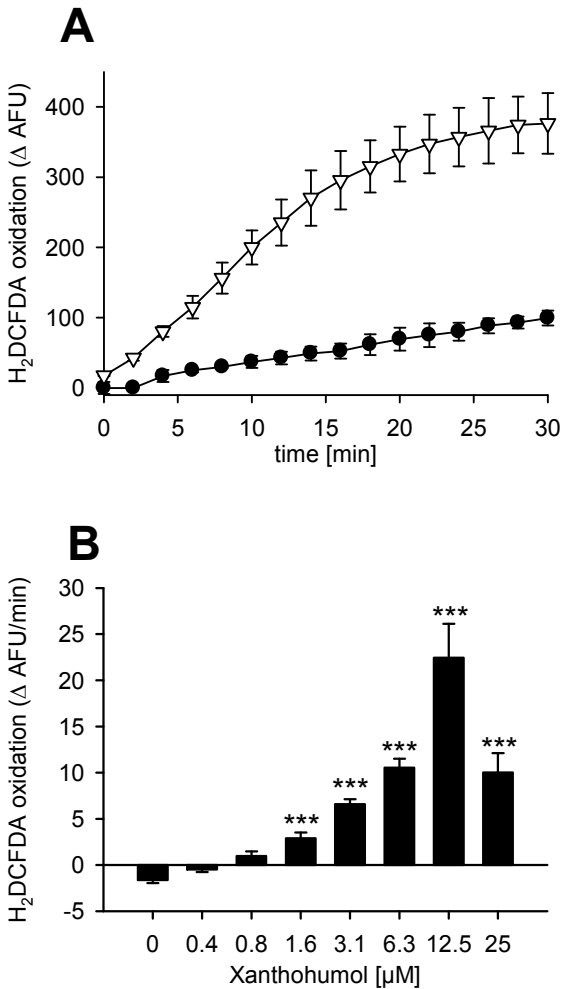 A
H₂DCFDA oxidation (Δ AFU)
400
300
200
100
0
0 5 10 15 20 25 30
time [min]
B
H₂DCFDA oxidation (Δ AFU/min)
30
25
20
15
10
5
0
-5
*** *** *** *** ***
0 0.4 0.8 1.6 3.1 6.3 12.5 25
Xanthohumol [µM]